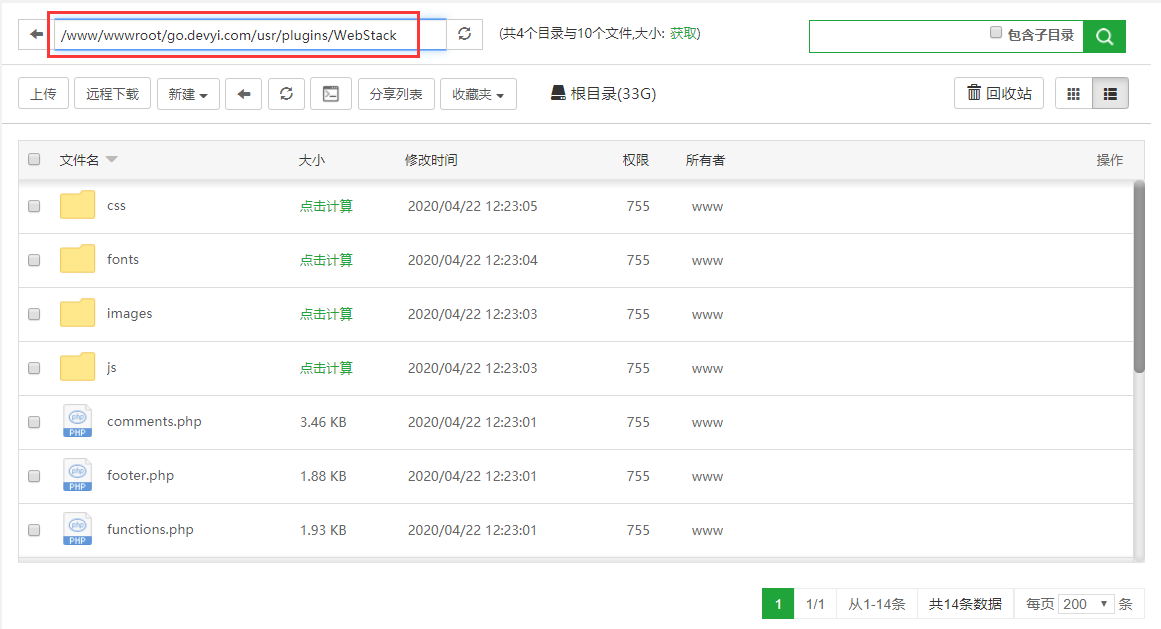 /www/wwwroot/go.devyi.com/usr/plugins/WebStack (共4个目录与10个文件,大小: 获取) 包含子目录
上传 远程下载 新建 分享列表 收藏夹 根目录(33G) 回收站
文件名 大小 修改时间 权限 所有者 操作
css 点击计算 2020/04/22 12:23:05 755 www
fonts 点击计算 2020/04/22 12:23:04 755 www
images 点击计算 2020/04/22 12:23:03 755 www
js 点击计算 2020/04/22 12:23:03 755 www
php PHP comments.php 3.46 KB 2020/04/22 12:23:01 755 www
php PHP footer.php 1.88 KB 2020/04/22 12:23:01 755 www
php PHP functions.php 1.93 KB 2020/04/22 12:23:01 755 www
1 1/1 从1-14条 共14条数据 每页 200 条